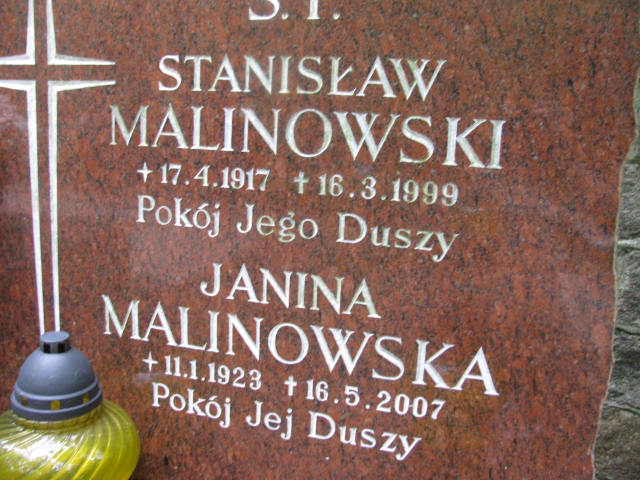 Ś.P.
STANISŁAW
MALINOWSKI
+ 17.4.1917 + 16.3.1999
Pokój Jego Duszy
JANINA
MALINOWSKA
+ 11.1.1923 + 16.5.2007
Pokój Jej Duszy